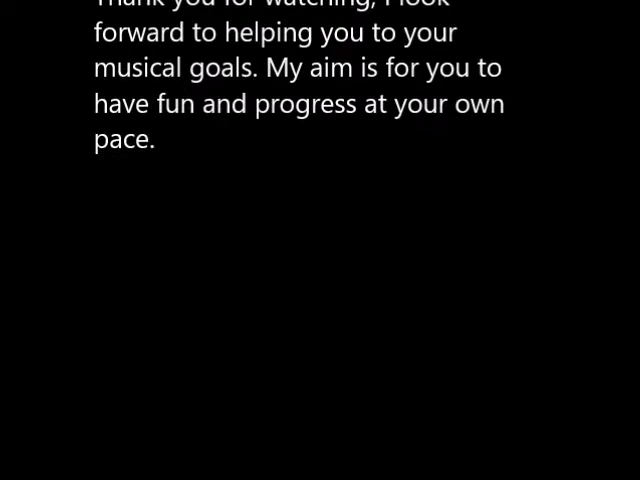 Thank you for watching, I look
forward to helping you to your
musical goals. My aim is for you to
have fun and progress at your own
pace.